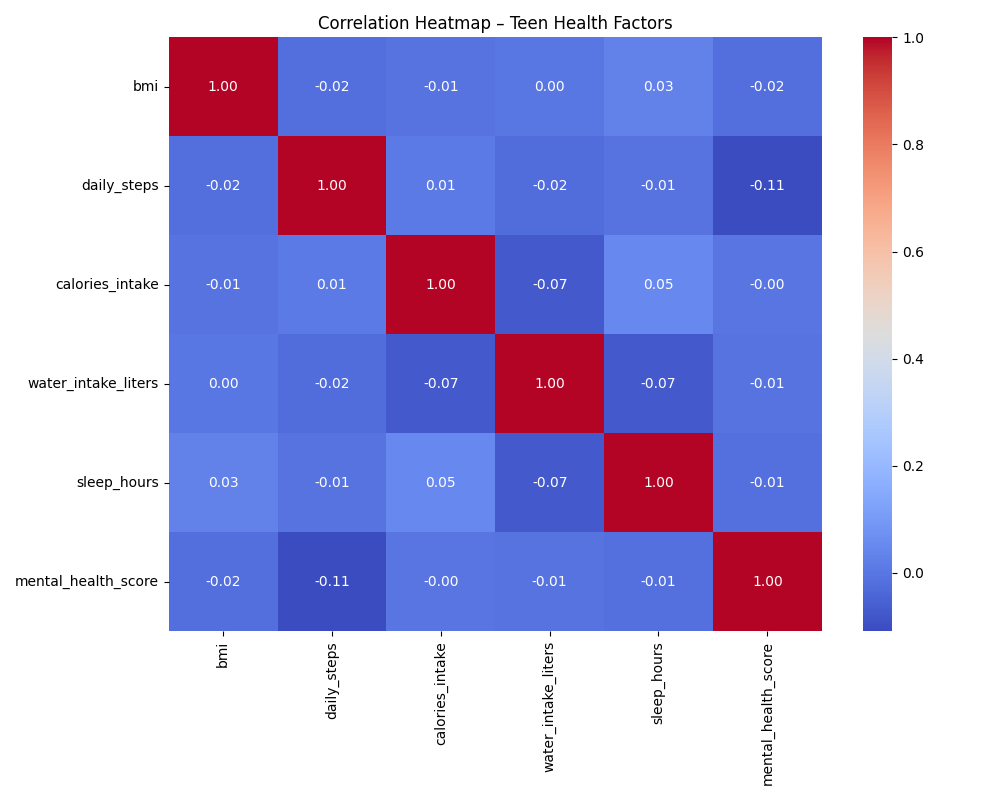 Correlation Heatmap – Teen Health Factors
bmi 1.00 -0.02 -0.01 0.00 0.03 -0.02
daily_steps -0.02 1.00 0.01 -0.02 -0.01 -0.11
calories_intake -0.01 0.01 1.00 -0.07 0.05 -0.00
water_intake_liters 0.00 -0.02 -0.07 1.00 -0.07 -0.01
sleep_hours 0.03 -0.01 0.05 -0.07 1.00 -0.01
mental_health_score -0.02 -0.11 -0.00 -0.01 -0.01 1.00
bmi
daily_steps
calories_intake
water_intake_liters
sleep_hours
mental_health_score
1.0
0.8
0.6
0.4
0.2
0.0